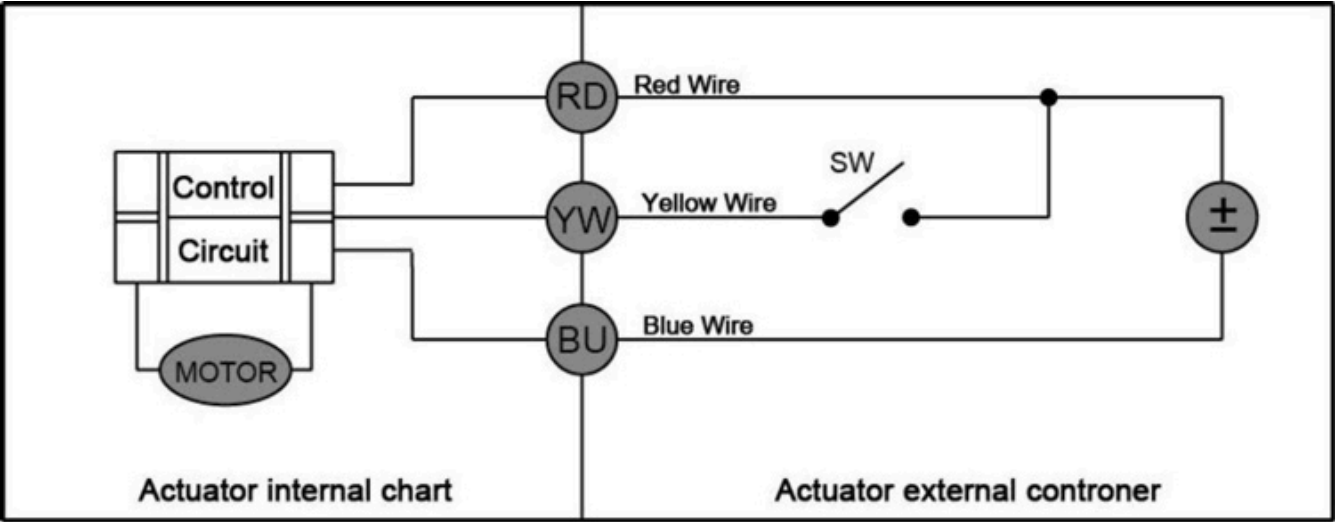 RD
Red Wire
SW
Control
YW
Yellow Wire
±
Circuit
BU
Blue Wire
MOTOR
Actuator internal chart
Actuator external controner